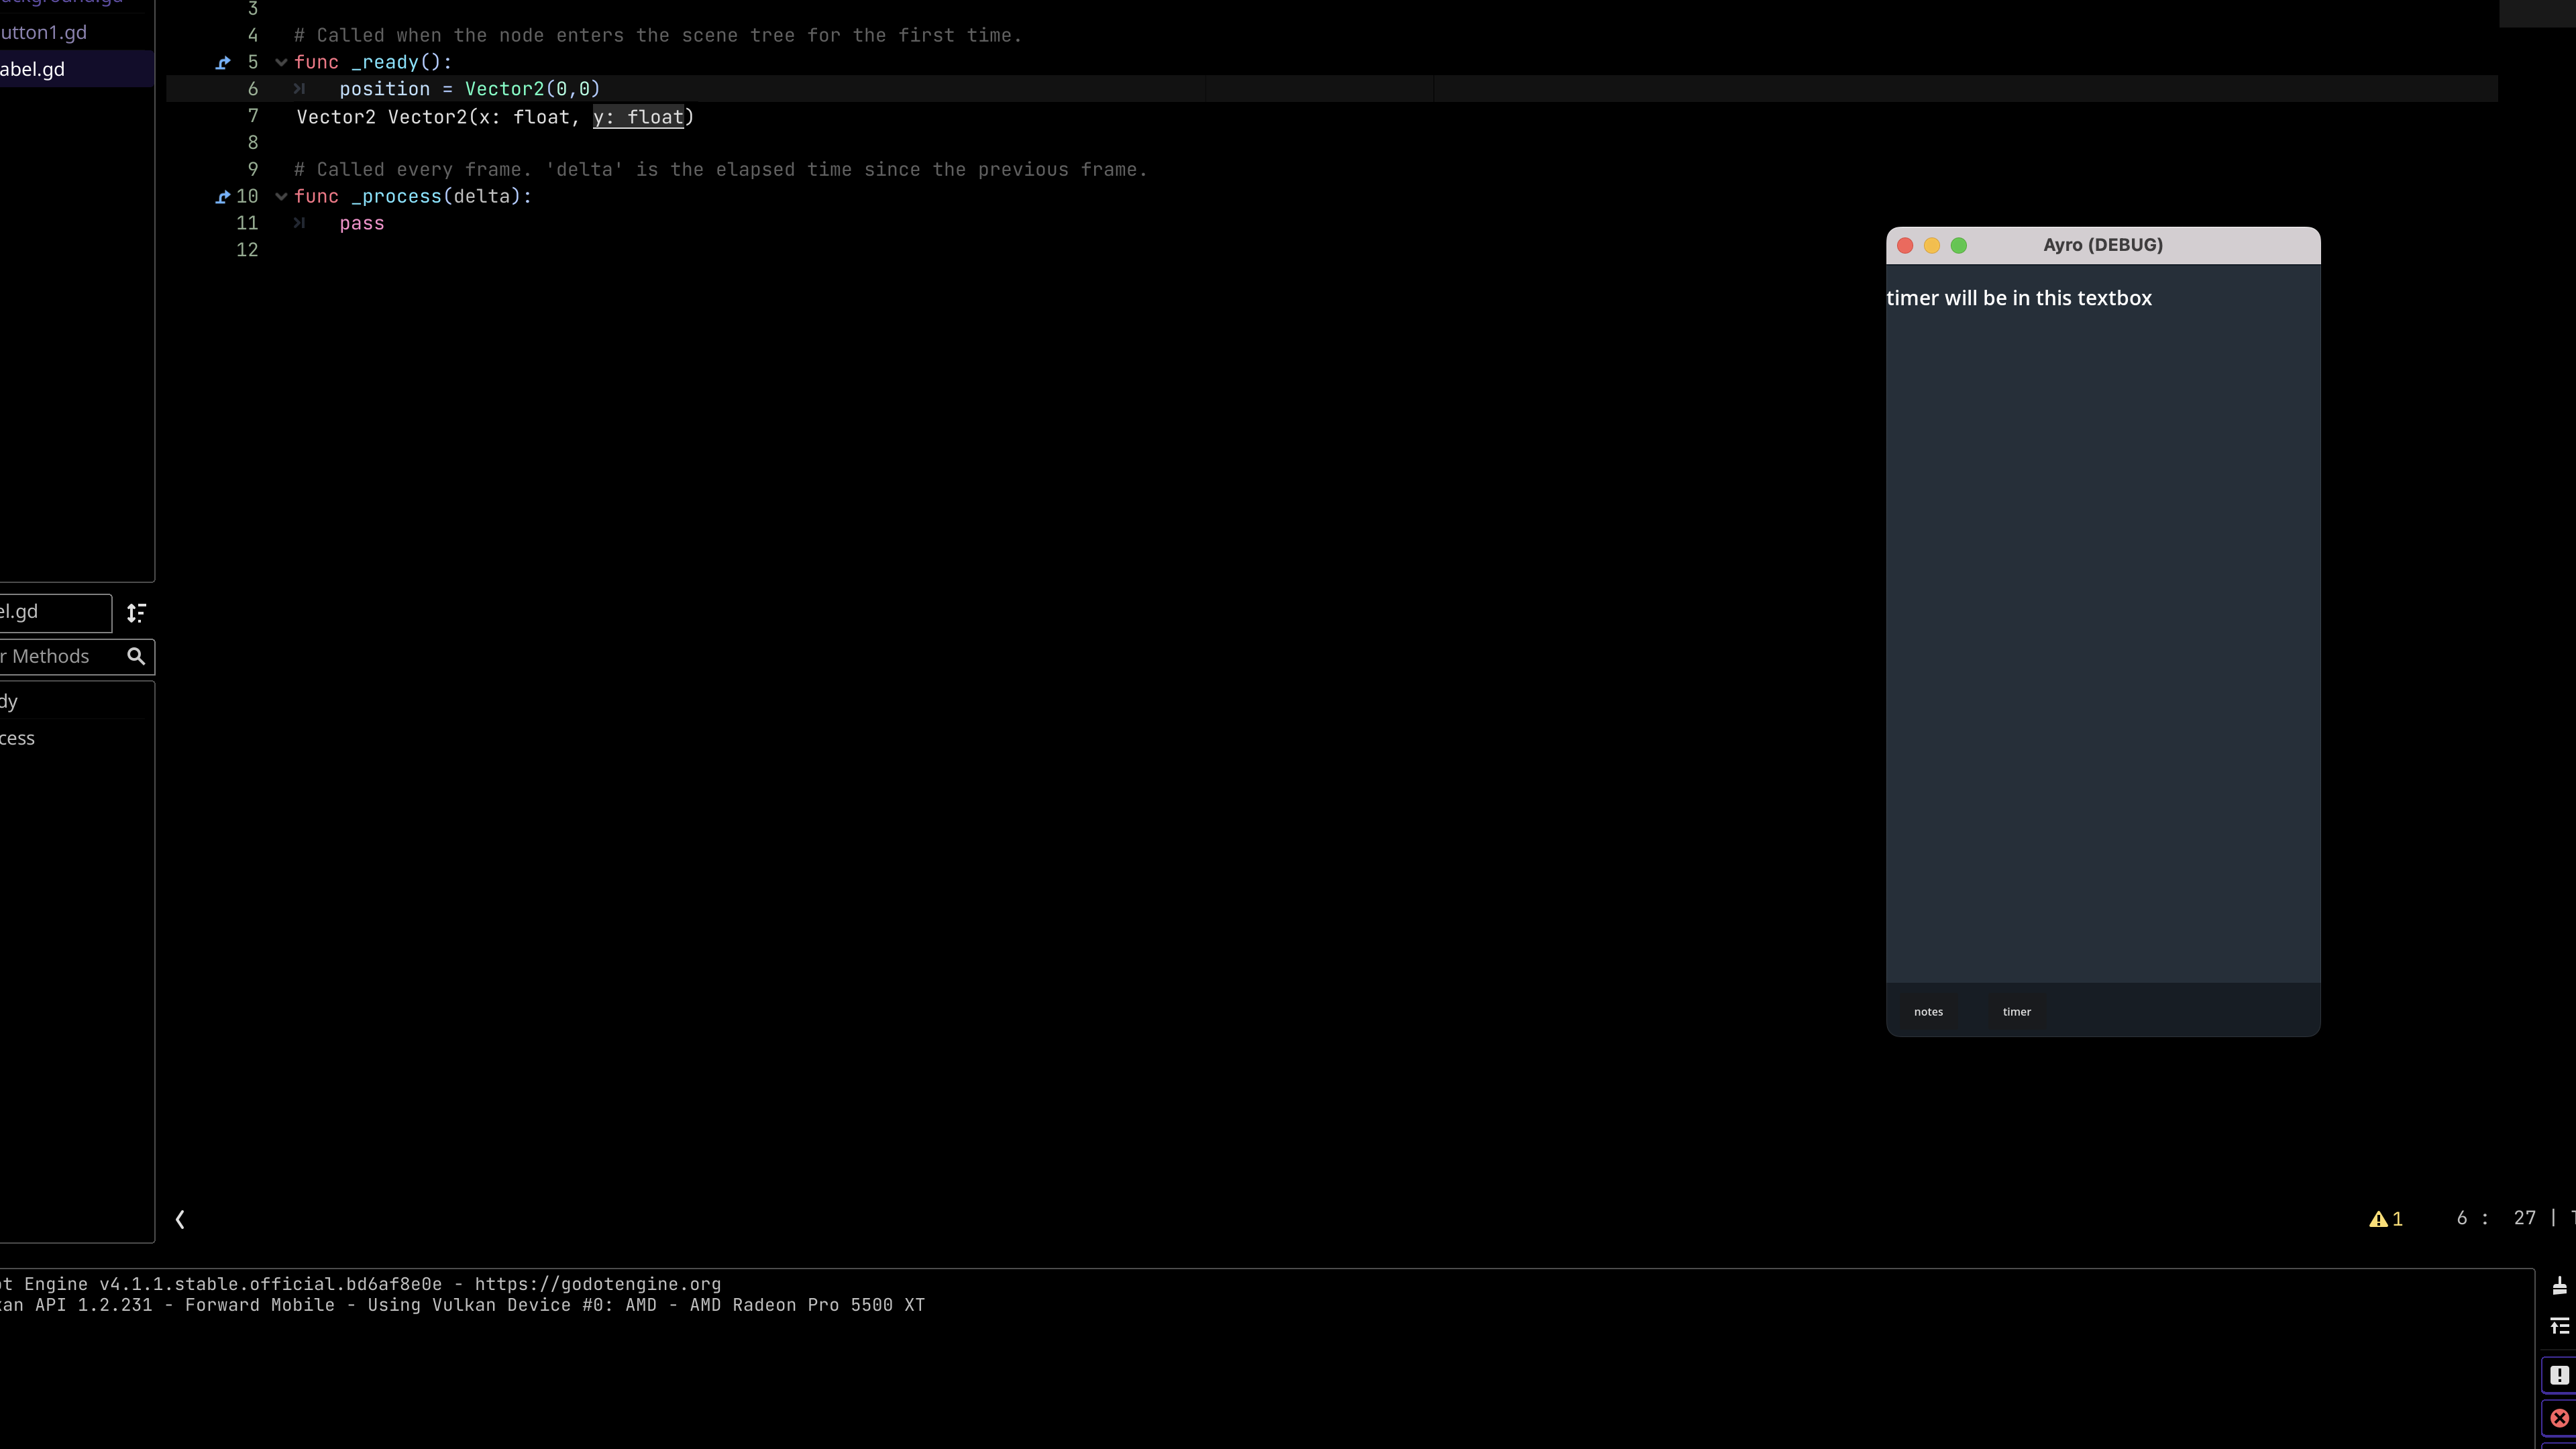 ackground.gd
utton1.gd
abel.gd
el.gd
r Methods
dy
cess
3
4 # Called when the node enters the scene tree for the first time.
5 func _ready():
6 position = Vector2(0,0)
7 Vector2 Vector2(x: float, y: float)
8
9 # Called every frame. 'delta' is the elapsed time since the previous frame.
10 func _process(delta):
11 pass
12
Ayro (DEBUG)
timer will be in this textbox
notes timer
1 6 : 27 |
ot Engine v4.1.1.stable.official.bd6af8e0e - https://godotengine.org
kan API 1.2.231 - Forward Mobile - Using Vulkan Device #0: AMD - AMD Radeon Pro 5500 XT